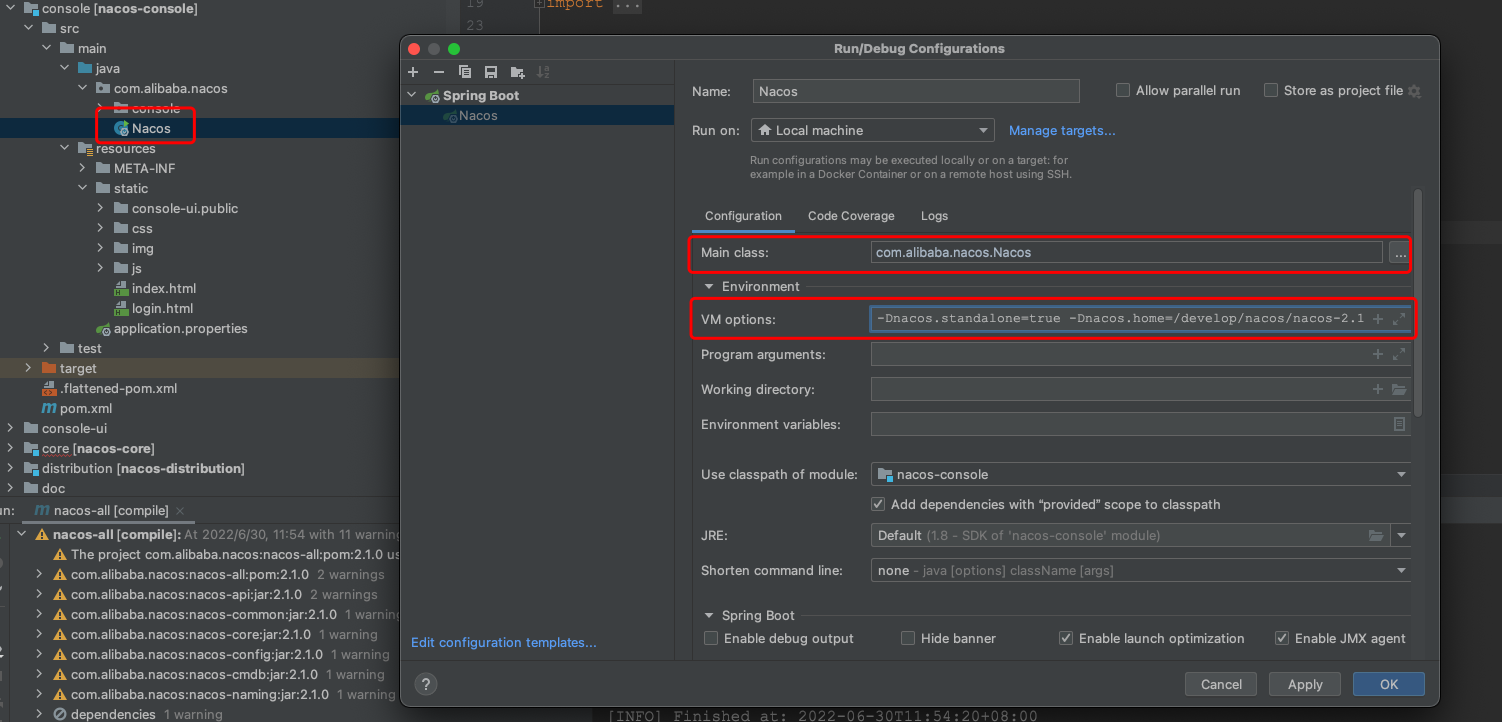 console [nacos-console]
src
main
java
com.alibaba.nacos
console
Nacos
resources
META-INF
static
console-ui.public
css
img
js
index.html
login.html
application.properties
test
target
.flattened-pom.xml
pom.xml
console-ui
core [nacos-core]
distribution [nacos-distribution]
doc
un:
nacos-all [compile]
nacos-all [compile]: At 2022/6/30, 11:54 with 11 warning
The project com.alibaba.nacos:nacos-all:pom:2.1.0 us
com.alibaba.nacos:nacos-all:pom:2.1.0 2 warnings
com.alibaba.nacos:nacos-api:jar:2.1.0 2 warnings
com.alibaba.nacos:nacos-common:jar:2.1.0 1 warning
com.alibaba.nacos:nacos-core:jar:2.1.0 1 warning
com.alibaba.nacos:nacos-config:jar:2.1.0 1 warning
com.alibaba.nacos:nacos-cmdb:jar:2.1.0 1 warning
com.alibaba.nacos:nacos-naming:jar:2.1.0 1 warning
dependencies 1 warning
19 import ...
23
Run/Debug Configurations
Spring Boot
Nacos
Edit configuration templates...
?
Name: Nacos
Allow parallel run
Store as project file
Run on: Local machine
Manage targets...
Run configurations may be executed locally or on a target: for
example in a Docker Container or on a remote host using SSH.
Configuration Code Coverage Logs
Main class: com.alibaba.nacos.Nacos ...
Environment
VM options: -Dnacos.standalone=true -Dnacos.home=/develop/nacos/nacos-2.1
Program arguments:
Working directory:
Environment variables:
Use classpath of module: nacos-console
Add dependencies with “provided” scope to classpath
JRE: Default (1.8 - SDK of 'nacos-console' module)
Shorten command line: none - java [options] className [args]
Spring Boot
Enable debug output Hide banner Enable launch optimization Enable JMX agent
Cancel Apply OK
[INFO] Finished at: 2022-06-30T11:54:20+08:00